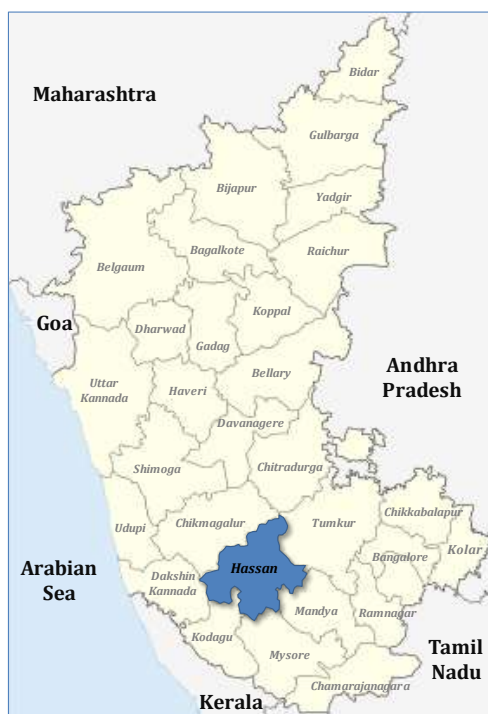 Bidar
Maharashtra
Gulbarga
Bijapur
Yadgir
Raichur
Bagalkote
Belgaum
Koppal
Goa
Dharwad
Gadag
Andhra
Pradesh
Bellary
Uttar
Kannada
Haveri
Davanagere
Shimoga
Chitradurga
Chikkabalapur
Udupi
Chikmagalur
Tumkur
Kolar
Bangalore
Arabian
Sea
Hassan
Dakshin
Kannada
Mandya
Ramnagar
Kodagu
Mysore
Tamil
Nadu
Chamarajanagara
Kerala